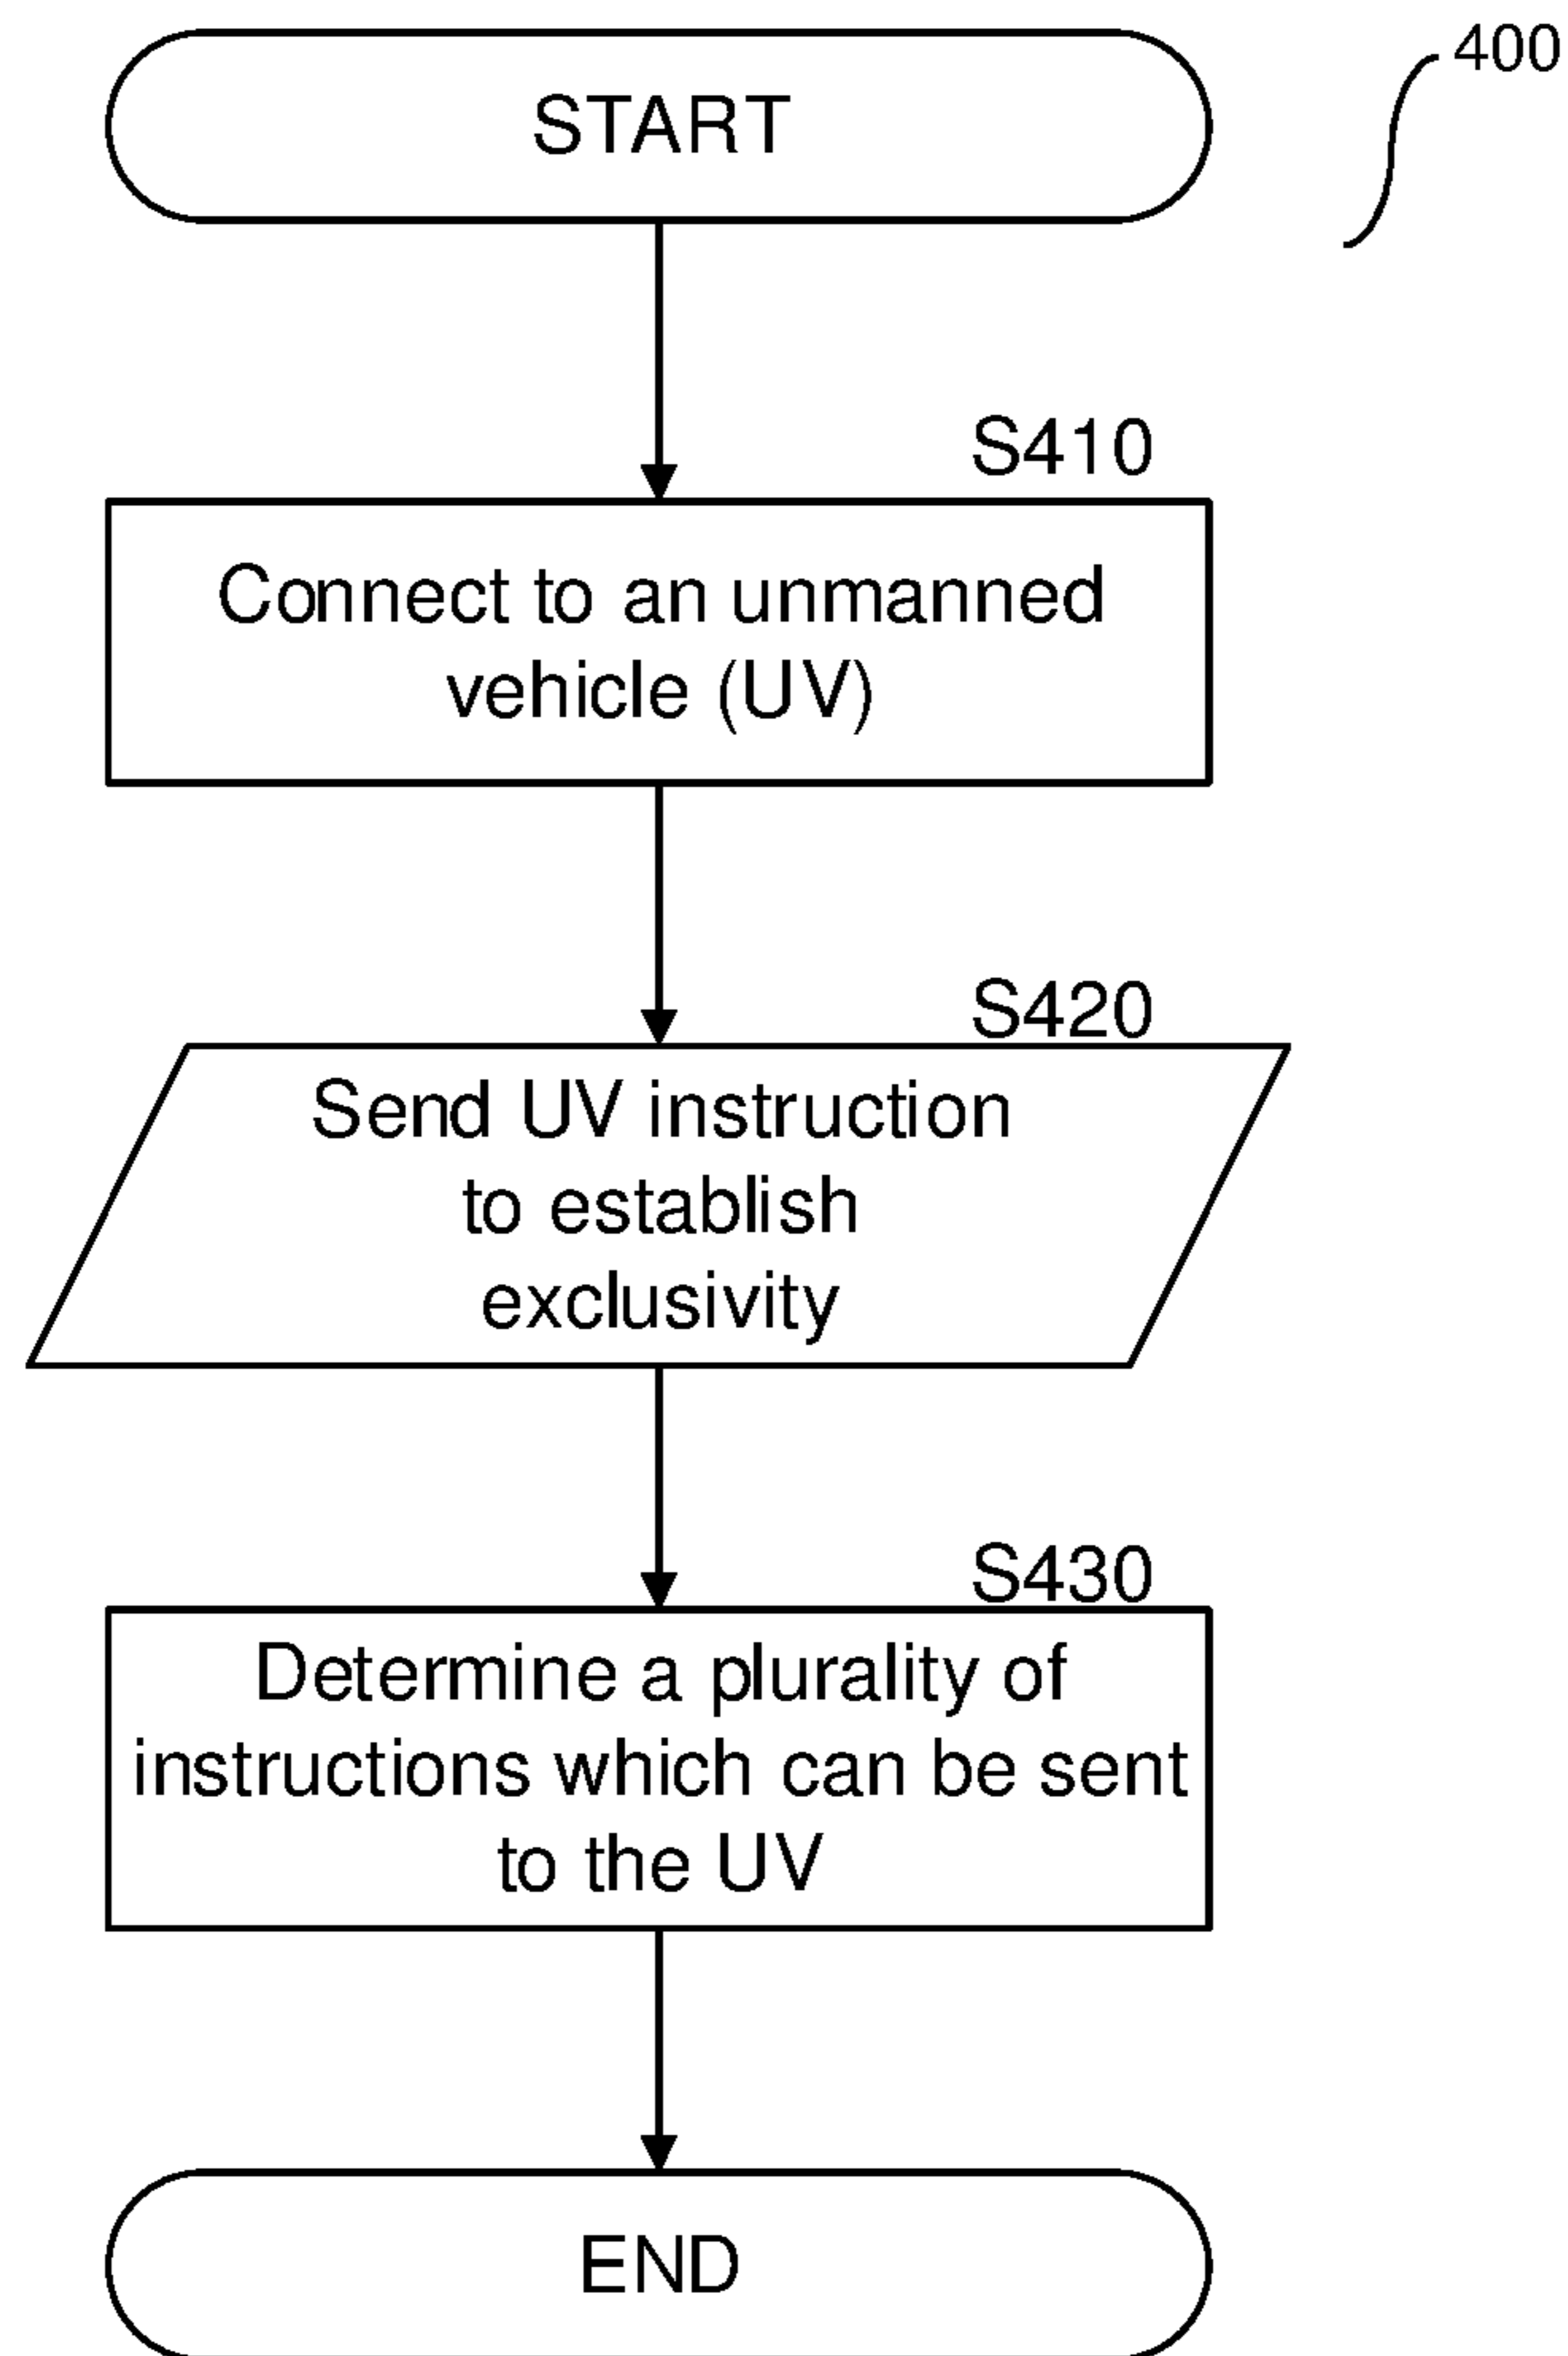 START
400
S410
Connect to an unmanned
vehicle (UV)
S420
Send UV instruction
to establish
exclusivity
S430
Determine a plurality of
instructions which can be sent
to the UV
END